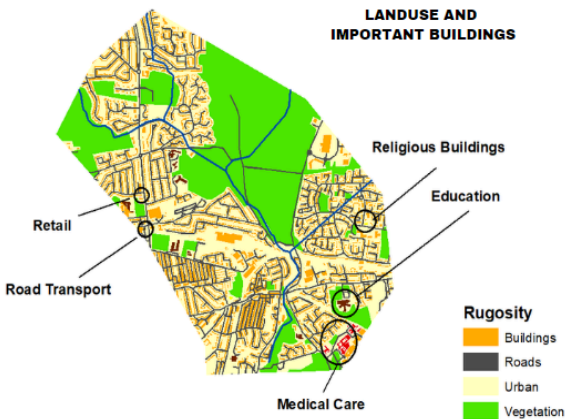 LANDUSE AND
IMPORTANT BUILDINGS
Religious Buildings
Education
Retail
Road Transport
Medical Care
Rugosity
Buildings
Roads
Urban
Vegetation